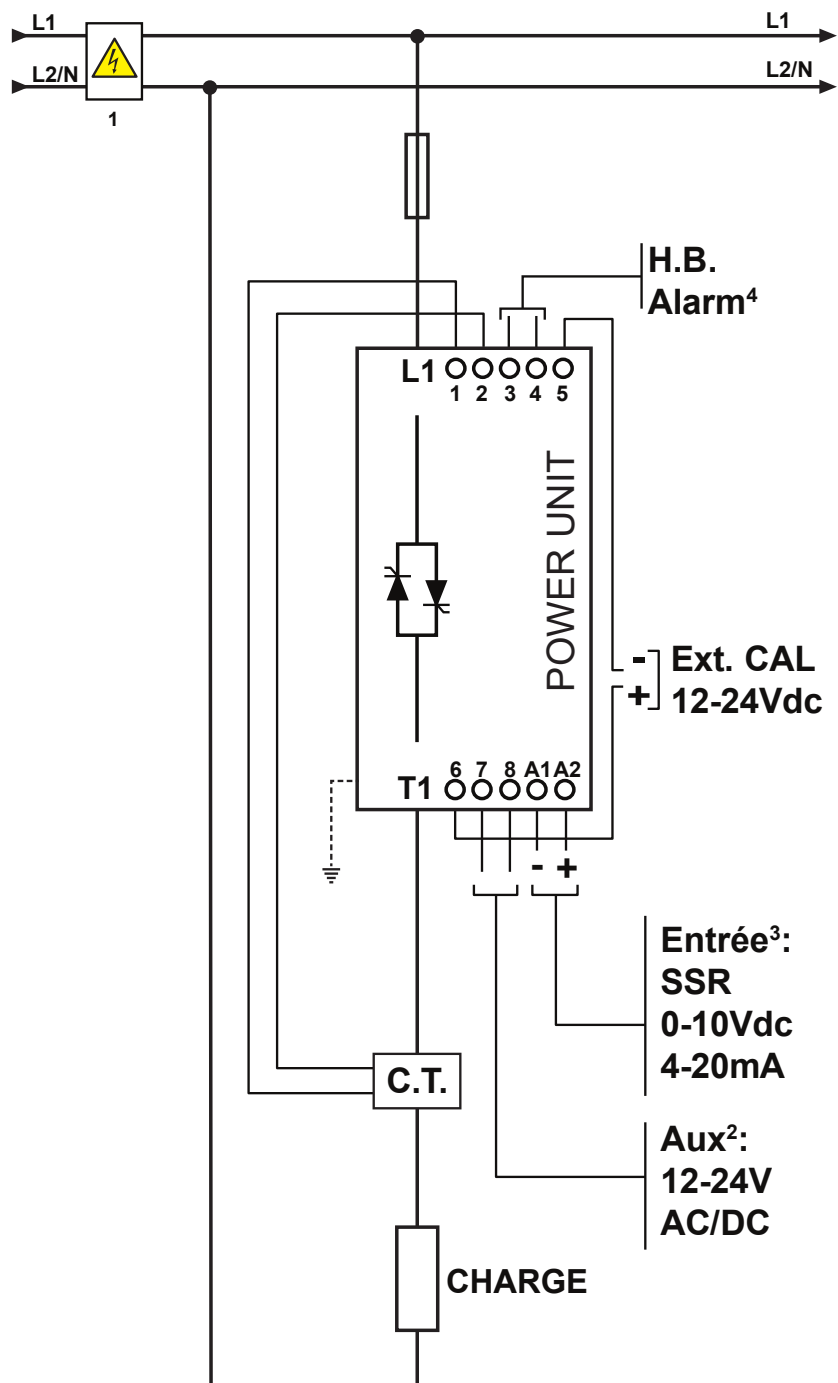 L1
L1
L2/N
L2/N
1
H.B.
Alarm⁴
L1
1 2 3 4 5
POWER UNIT
- Ext. CAL
+ 12-24Vdc
6 7 8 A1 A2
T1
- +
Entrée³:
SSR
0-10Vdc
4-20mA
C.T.
Aux²:
12-24V
AC/DC
CHARGE